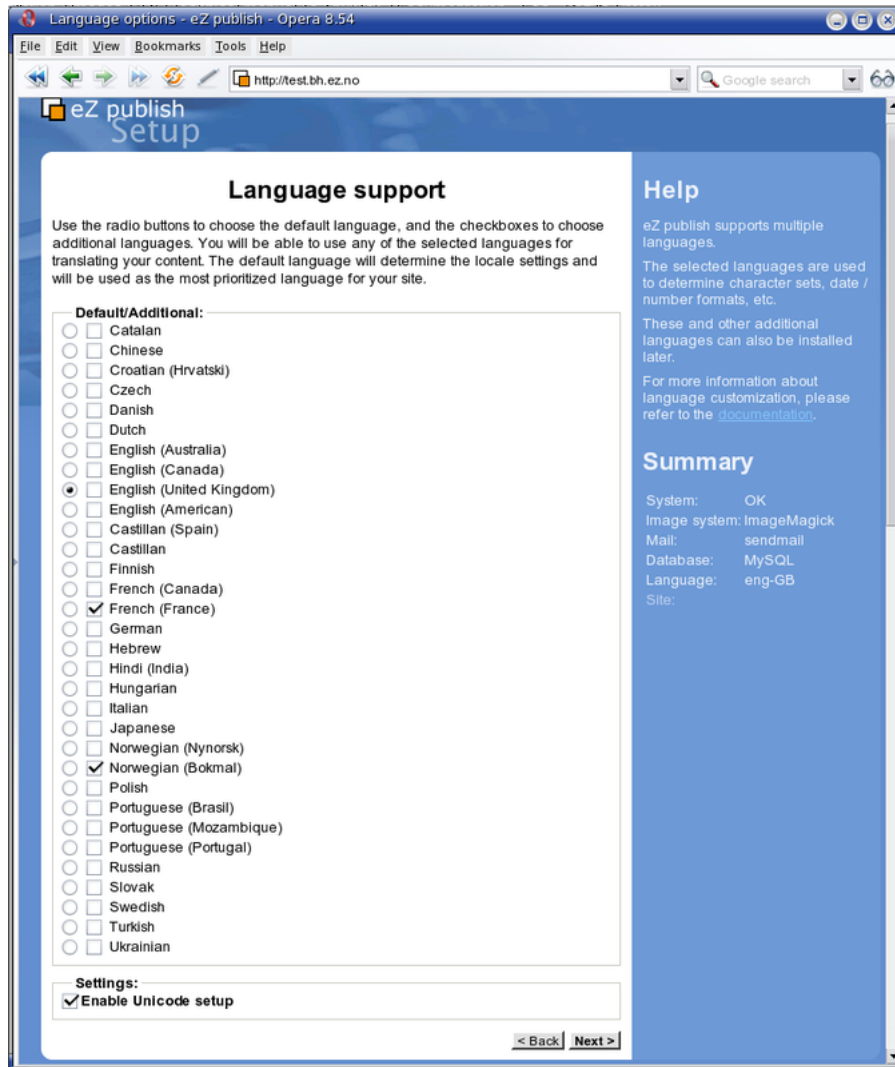 Language options - eZ publish - Opera 8.54
File Edit View Bookmarks Tools Help
http://test.bh.ez.no
Google search
eZ publish
Setup
Language support
Use the radio buttons to choose the default language, and the checkboxes to choose
additional languages. You will be able to use any of the selected languages for
translating your content. The default language will determine the locale settings and
will be used as the most prioritized language for your site.
Default/Additional:
Catalan
Chinese
Croatian (Hrvatski)
Czech
Danish
Dutch
English (Australia)
English (Canada)
English (United Kingdom)
English (American)
Castillan (Spain)
Castillan
Finnish
French (Canada)
French (France)
German
Hebrew
Hindi (India)
Hungarian
Italian
Japanese
Norwegian (Nynorsk)
Norwegian (Bokmal)
Polish
Portuguese (Brasil)
Portuguese (Mozambique)
Portuguese (Portugal)
Russian
Slovak
Swedish
Turkish
Ukrainian
Settings:
Enable Unicode setup
< Back Next >
Help
eZ publish supports multiple
languages.
The selected languages are used
to determine character sets, date /
number formats, etc.
These and other additional
languages can also be installed
later.
For more information about
language customization, please
refer to the documentation.
Summary
System: OK
Image system: ImageMagick
Mail: sendmail
Database: MySQL
Language: eng-GB
Site: